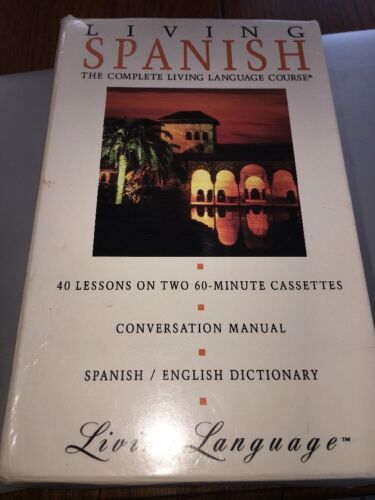 LIVING
SPANISH
THE COMPLETE LIVING LANGUAGE COURSE®
40 LESSONS ON TWO 60-MINUTE CASSETTES
CONVERSATION MANUAL
SPANISH / ENGLISH DICTIONARY
Living Language™